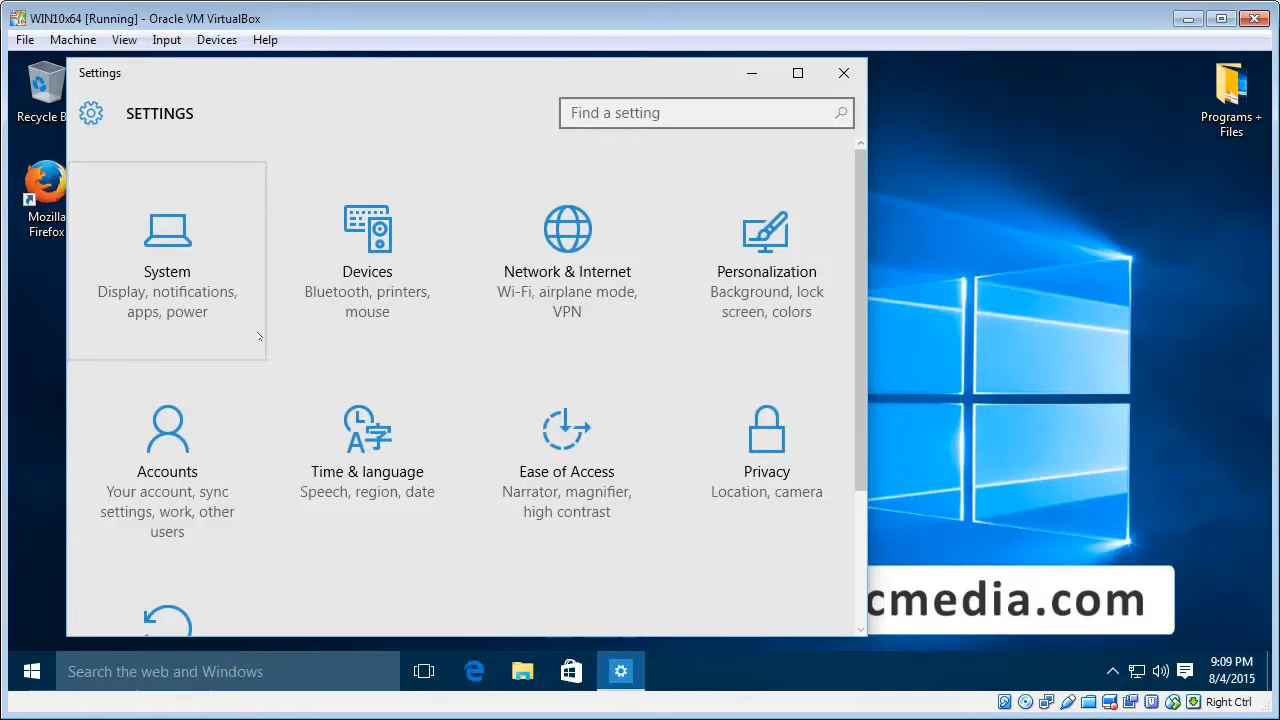 WIN10x64 [Running] - Oracle VM VirtualBox
File Machine View Input Devices Help
Settings
SETTINGS
Find a setting
Recycle B
Programs +
Files
Mozilla
Firefox
System
Display, notifications,
apps, power
Devices
Bluetooth, printers,
mouse
Network & Internet
Wi-Fi, airplane mode,
VPN
Personalization
Background, lock
screen, colors
A字
Accounts
Your account, sync
settings, work, other
users
Time & language
Speech, region, date
Ease of Access
Narrator, magnifier,
high contrast
Privacy
Location, camera
cmedia.com
Search the web and Windows
9:09 PM
8/4/2015
Right Ctrl